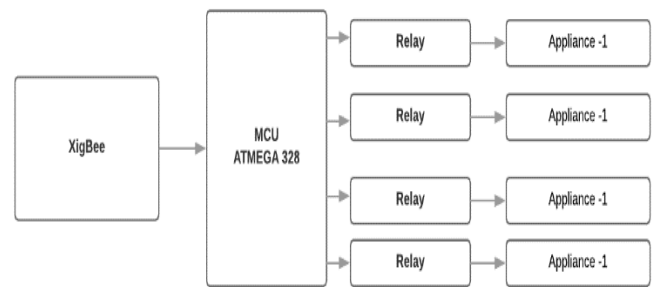 XigBee
MCU
ATMEGA 328
Relay
Appliance -1
Relay
Appliance -1
Relay
Appliance -1
Relay
Appliance -1